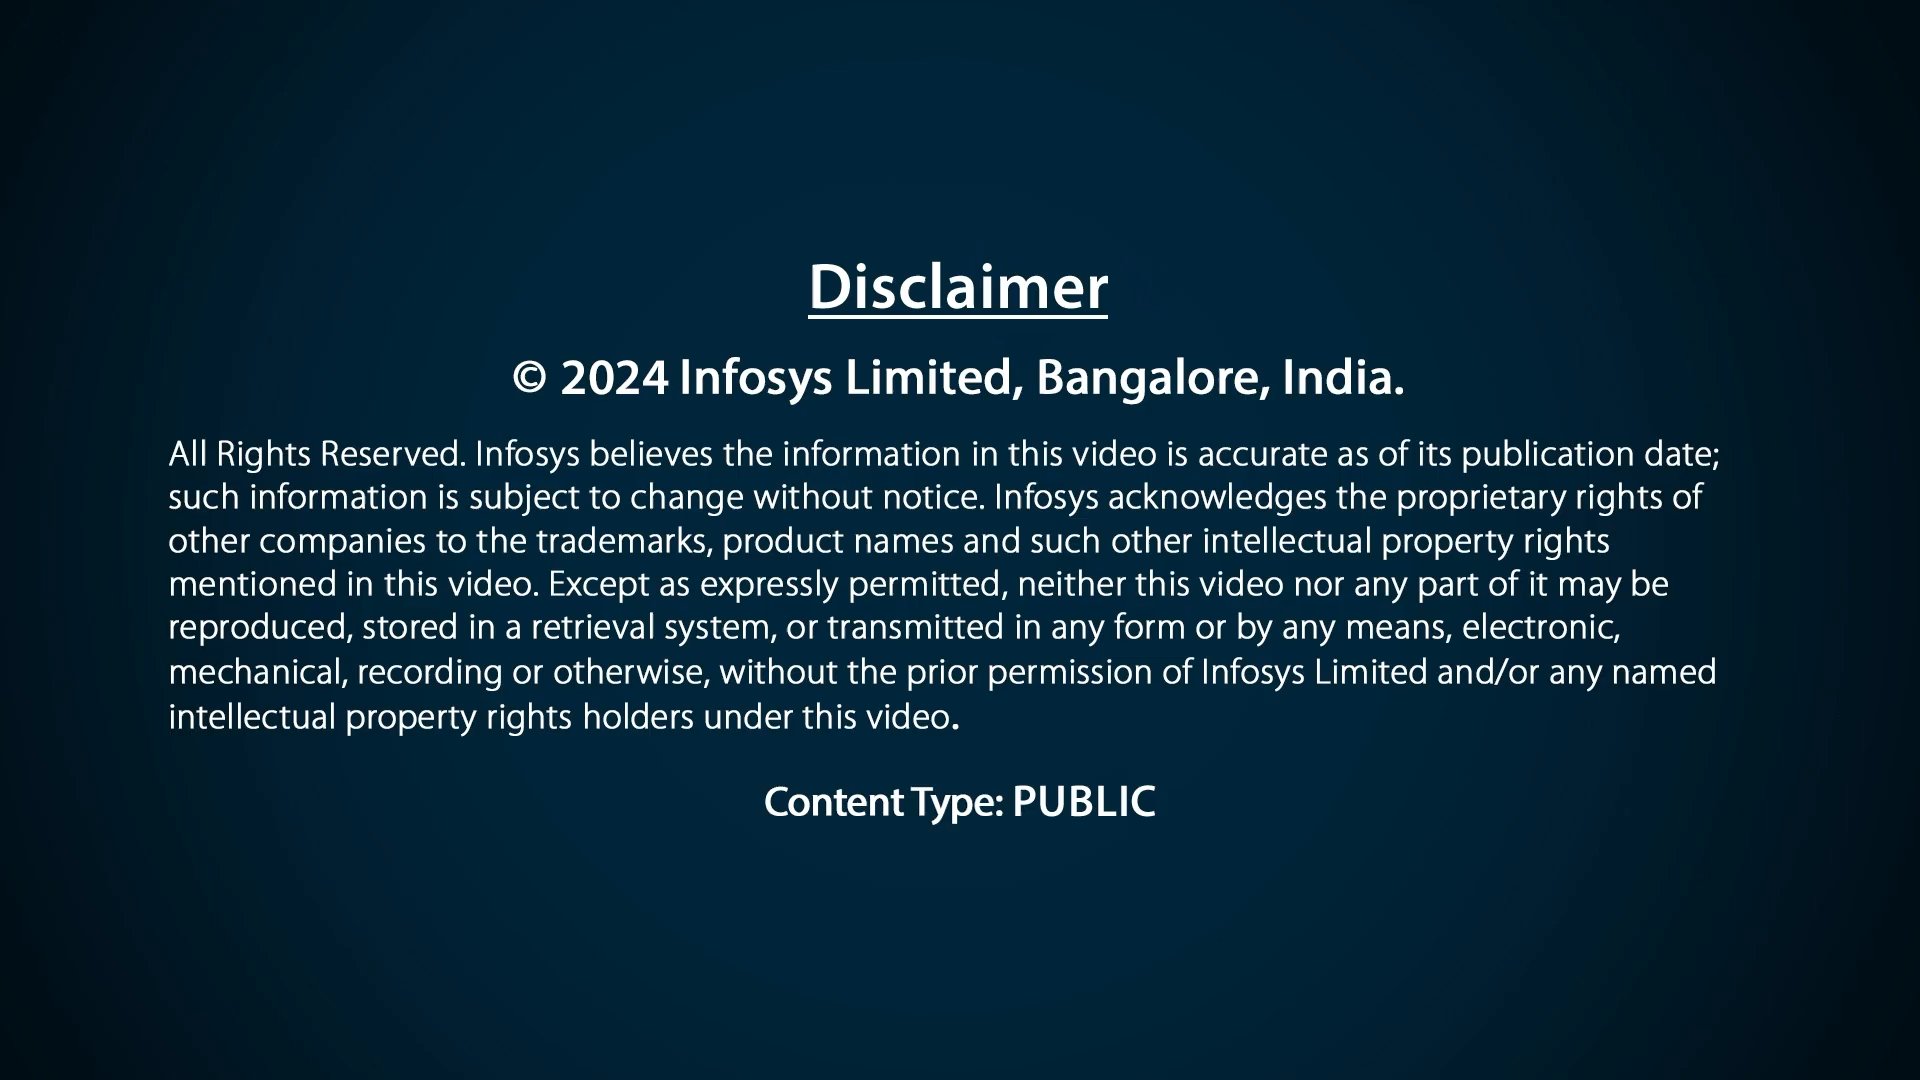 Disclaimer
© 2024 Infosys Limited, Bangalore, India.
All Rights Reserved. Infosys believes the information in this video is accurate as of its publication date;
such information is subject to change without notice. Infosys acknowledges the proprietary rights of
other companies to the trademarks, product names and such other intellectual property rights
mentioned in this video. Except as expressly permitted, neither this video nor any part of it may be
reproduced, stored in a retrieval system, or transmitted in any form or by any means, electronic,
mechanical, recording or otherwise, without the prior permission of Infosys Limited and/or any named
intellectual property rights holders under this video.
Content Type: PUBLIC